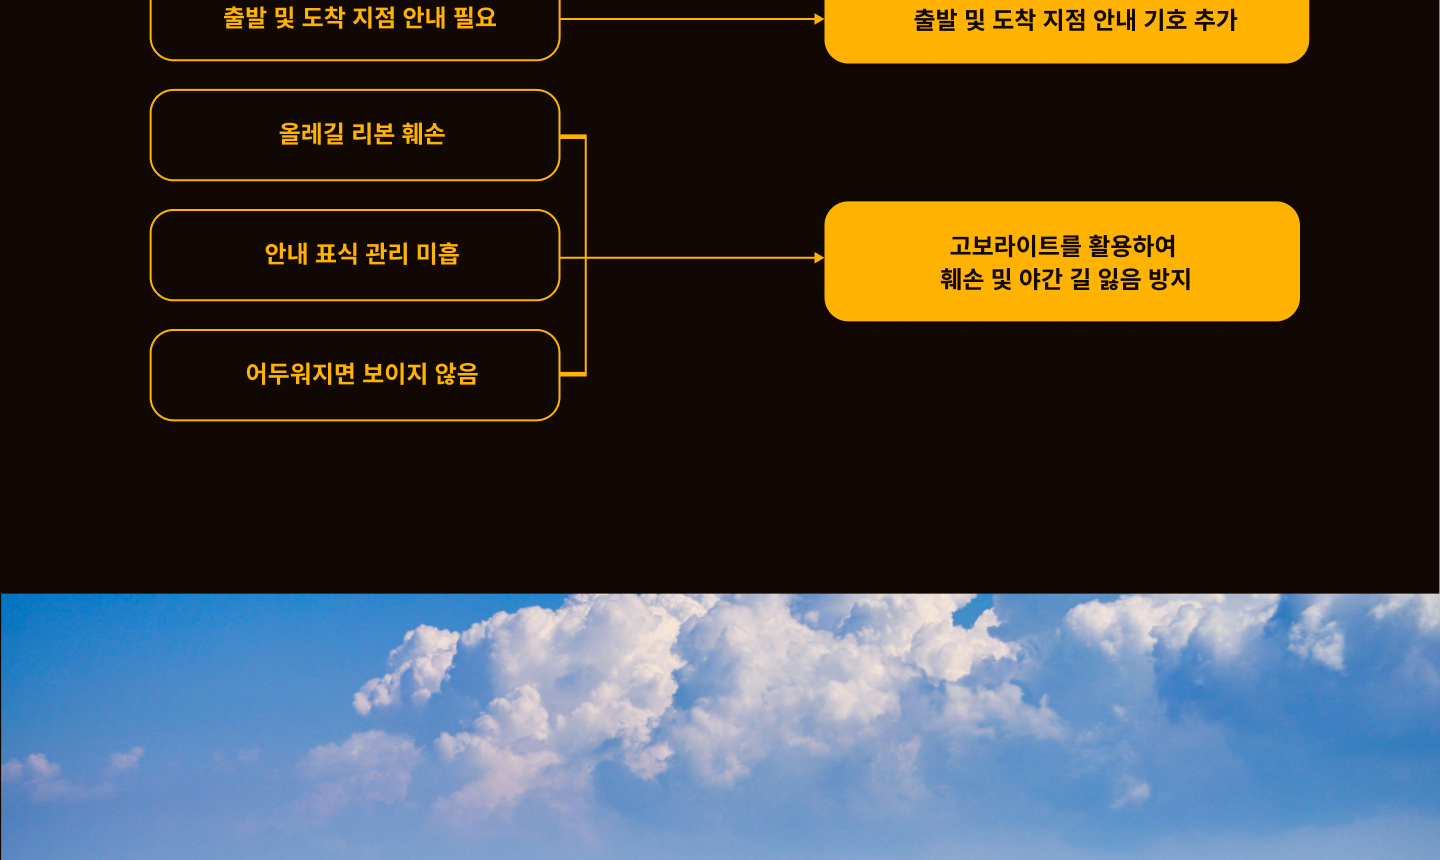 출발 및 도착 지점 안내 필요
출발 및 도착 지점 안내 기호 추가
올레길 리본 훼손
안내 표식 관리 미흡
어두워지면 보이지 않음
고보라이트를 활용하여
훼손 및 야간 길 잃음 방지